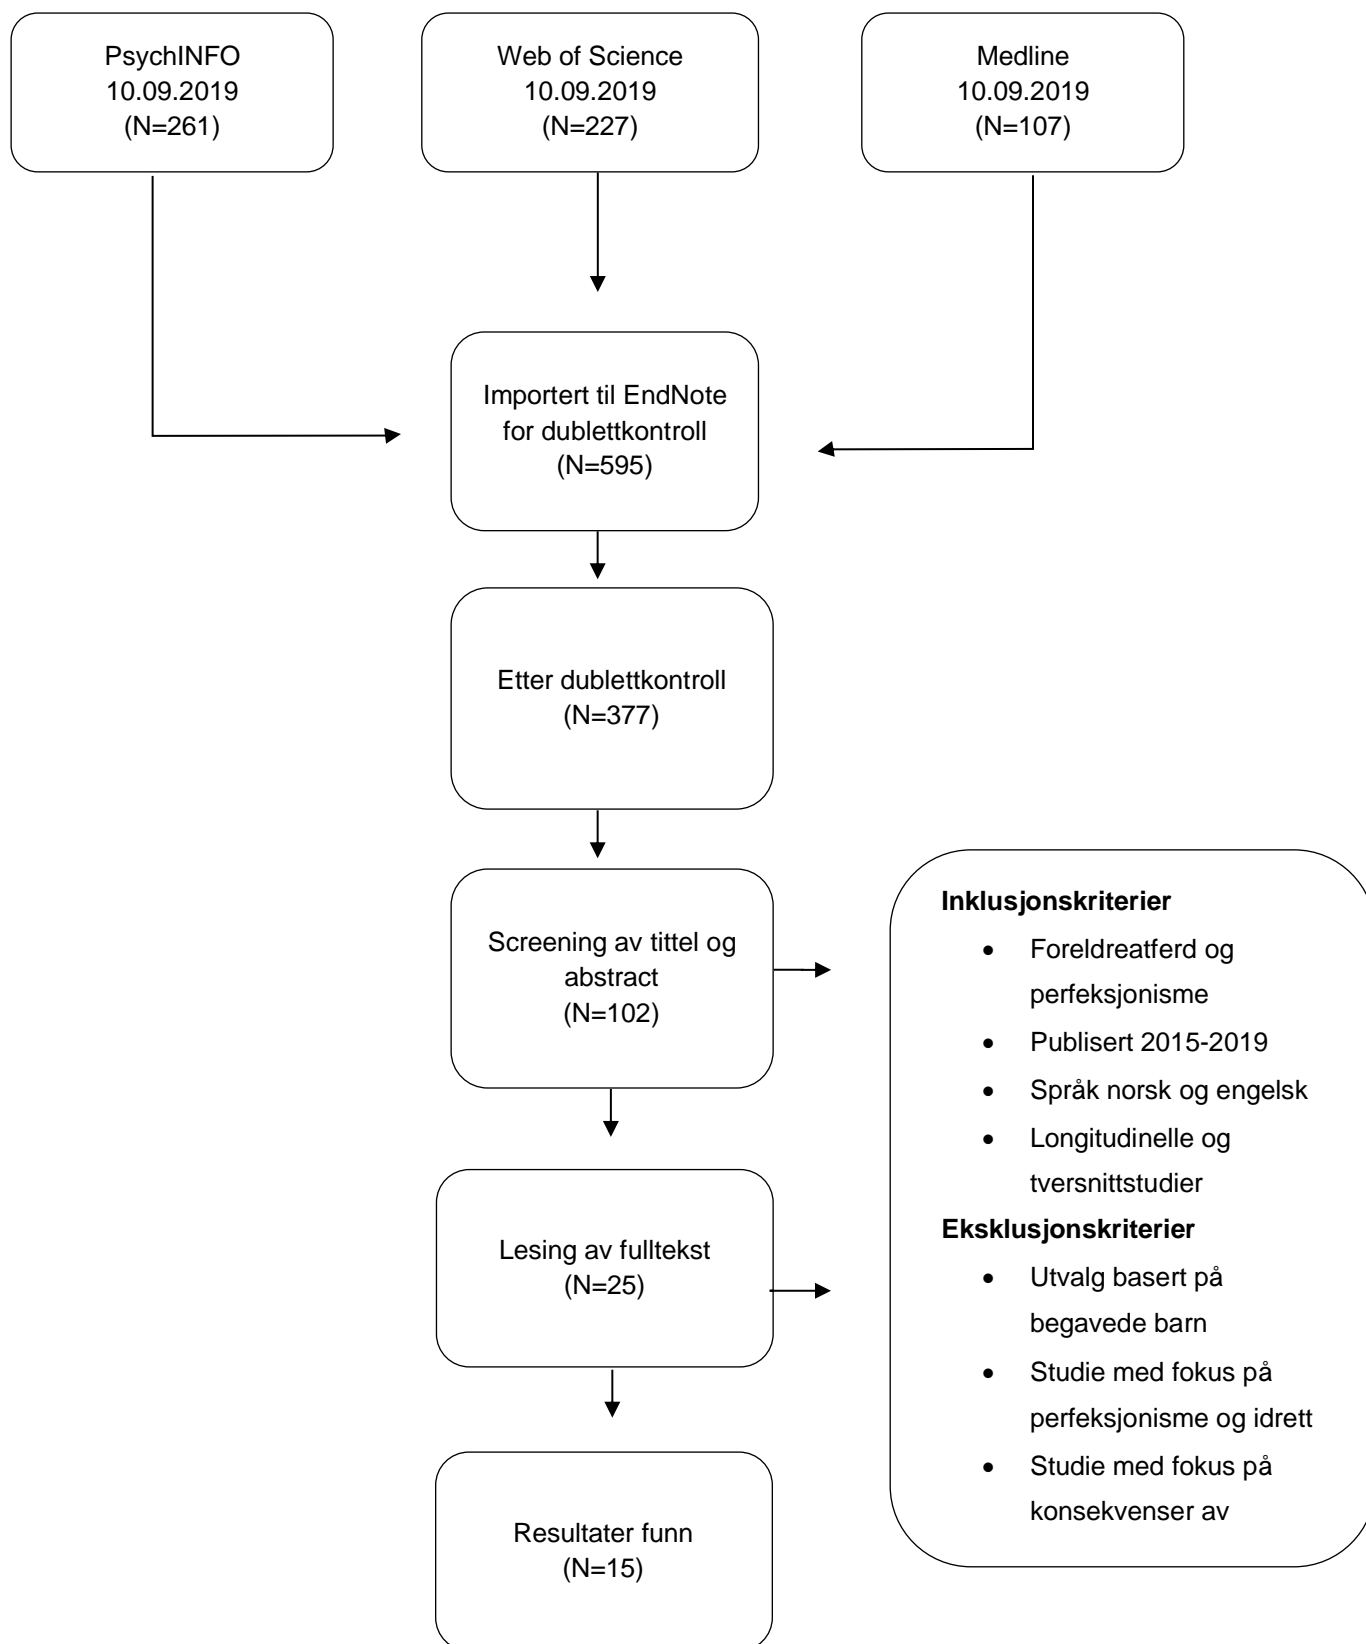 PsychINFO
10.09.2019
(N=261)
Web of Science
10.09.2019
(N=227)
Medline
10.09.2019
(N=107)
Importert til EndNote
for dublettkontroll
(N=595)
Etter dublettkontroll
(N=377)
Screening av tittel og
abstract
(N=102)
Inklusjonskriterier
• Foreldreatferd og
perfeksjonisme
• Publisert 2015-2019
• Språk norsk og engelsk
• Longitudinelle og
tversnittstudier
Eksklusjonskriterier
• Utvalg basert på
begavede barn
• Studie med fokus på
perfeksjonisme og idrett
• Studie med fokus på
konsekvenser av
Lesing av fulltekst
(N=25)
Resultater funn
(N=15)